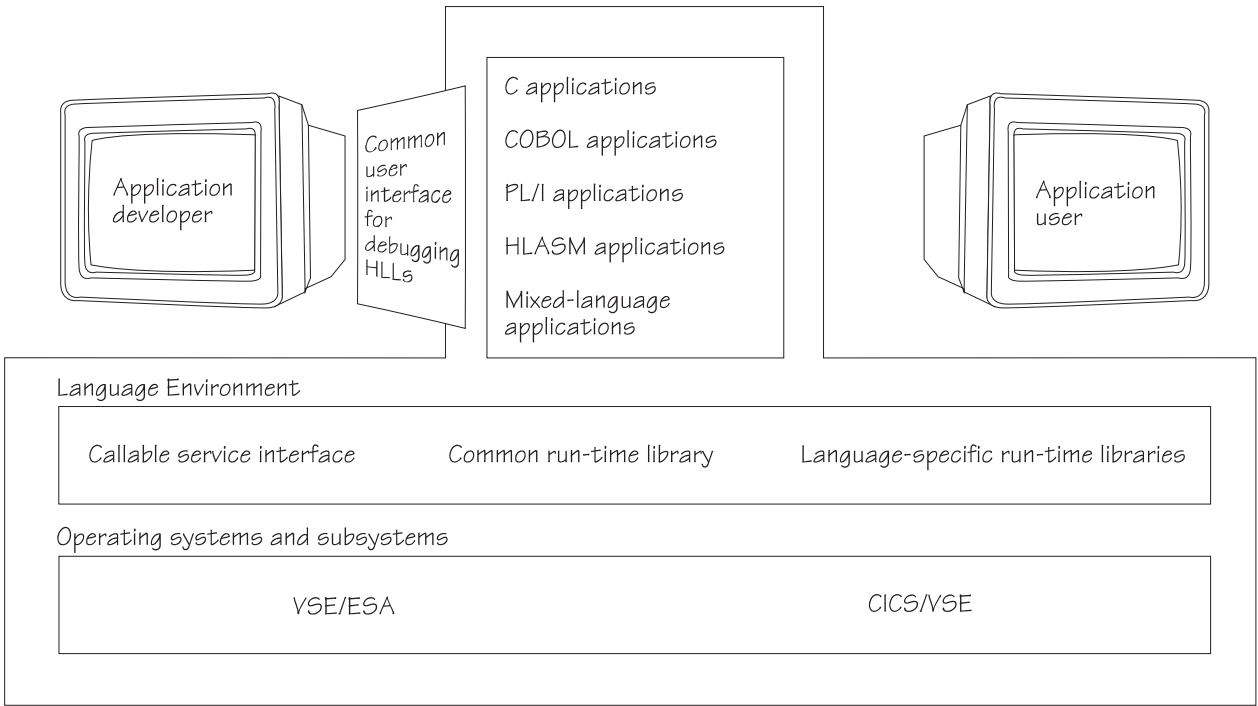 Application
developer
Common
user
interface
for
debugging
HLLs
C applications
COBOL applications
PL/I applications
HLASM applications
Mixed-language
applications
Application
user
Language Environment
Callable service interface
Common run-time library
Language-specific run-time libraries
Operating systems and subsystems
VSE/ESA
CICS/VSE